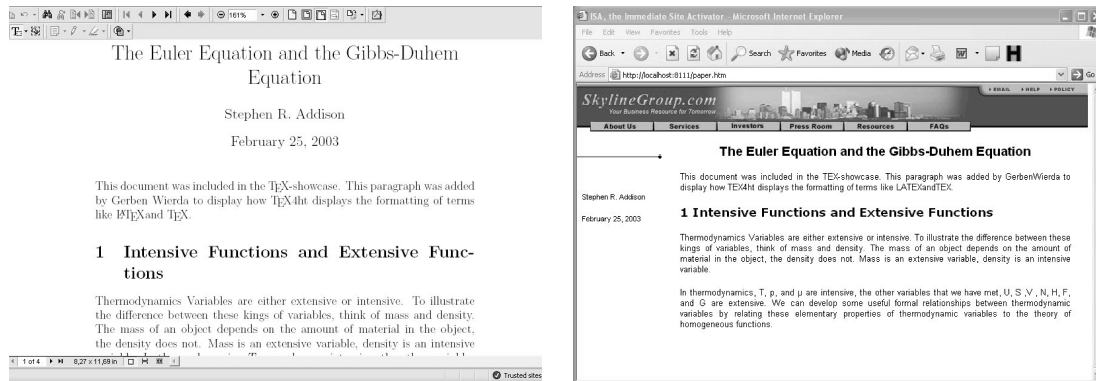 161%
The Euler Equation and the Gibbs-Duhem
Equation
Stephen R. Addison
February 25, 2003
This document was included in the TEX-showcase. This paragraph was added
by Gerben Wierda to display how TEX4ht displays the formatting of terms
like LATEXand TEX.
1 Intensive Functions and Extensive Func-
tions
Thermodynamics Variables are either extensive or intensive. To illustrate
the difference between these kings of variables, think of mass and density.
The mass of an object depends on the amount of material in the object,
the density does not. Mass is an extensive variable, density is an intensive
1 of 4
8,27 x 11,69 in
Trusted sites
ISA, the Immediate Site Activator - Microsoft Internet Explorer
File Edit View Favorites Tools Help
Back Search Favorites Media
Address http://localhost:8111/paper.htm Go
EMAIL HELP POLICY
SkylineGroup.com
Your Business Resource for Tomorrow
About Us Services Investors Press Room Resources FAQs
The Euler Equation and the Gibbs-Duhem Equation
This document was included in the TEX-showcase. This paragraph was added by GerbenWierda to
display how TEX4ht displays the formatting of terms like LATEXandTEX.
Stephen R. Addison
February 25, 2003
1 Intensive Functions and Extensive Functions
Thermodynamics Variables are either extensive or intensive. To illustrate the difference between these
kings of variables, think of mass and density. The mass of an object depends on the amount of
material in the object, the density does not. Mass is an extensive variable, density is an intensive
variable.
In thermodynamics, T, p, and μ are intensive, the other variables that we have met, U, S ,V , N, H, F,
and G are extensive. We can develop some useful formal relationships between thermodynamic
variables by relating these elementary properties of thermodynamic variables to the theory of
homogeneous functions.